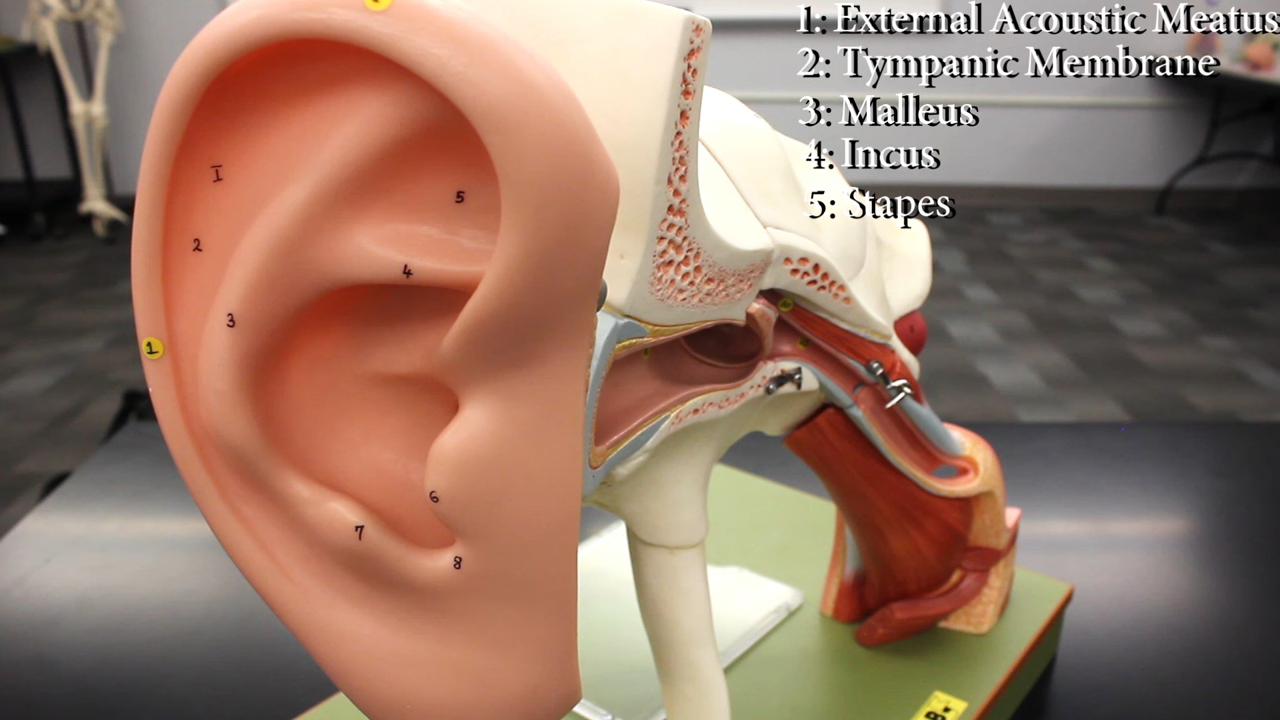 1: External Acoustic Meatus
2: Tympanic Membrane
3: Malleus
4: Incus
5: Stapes
I
5
2
4
3
1
6
7
8